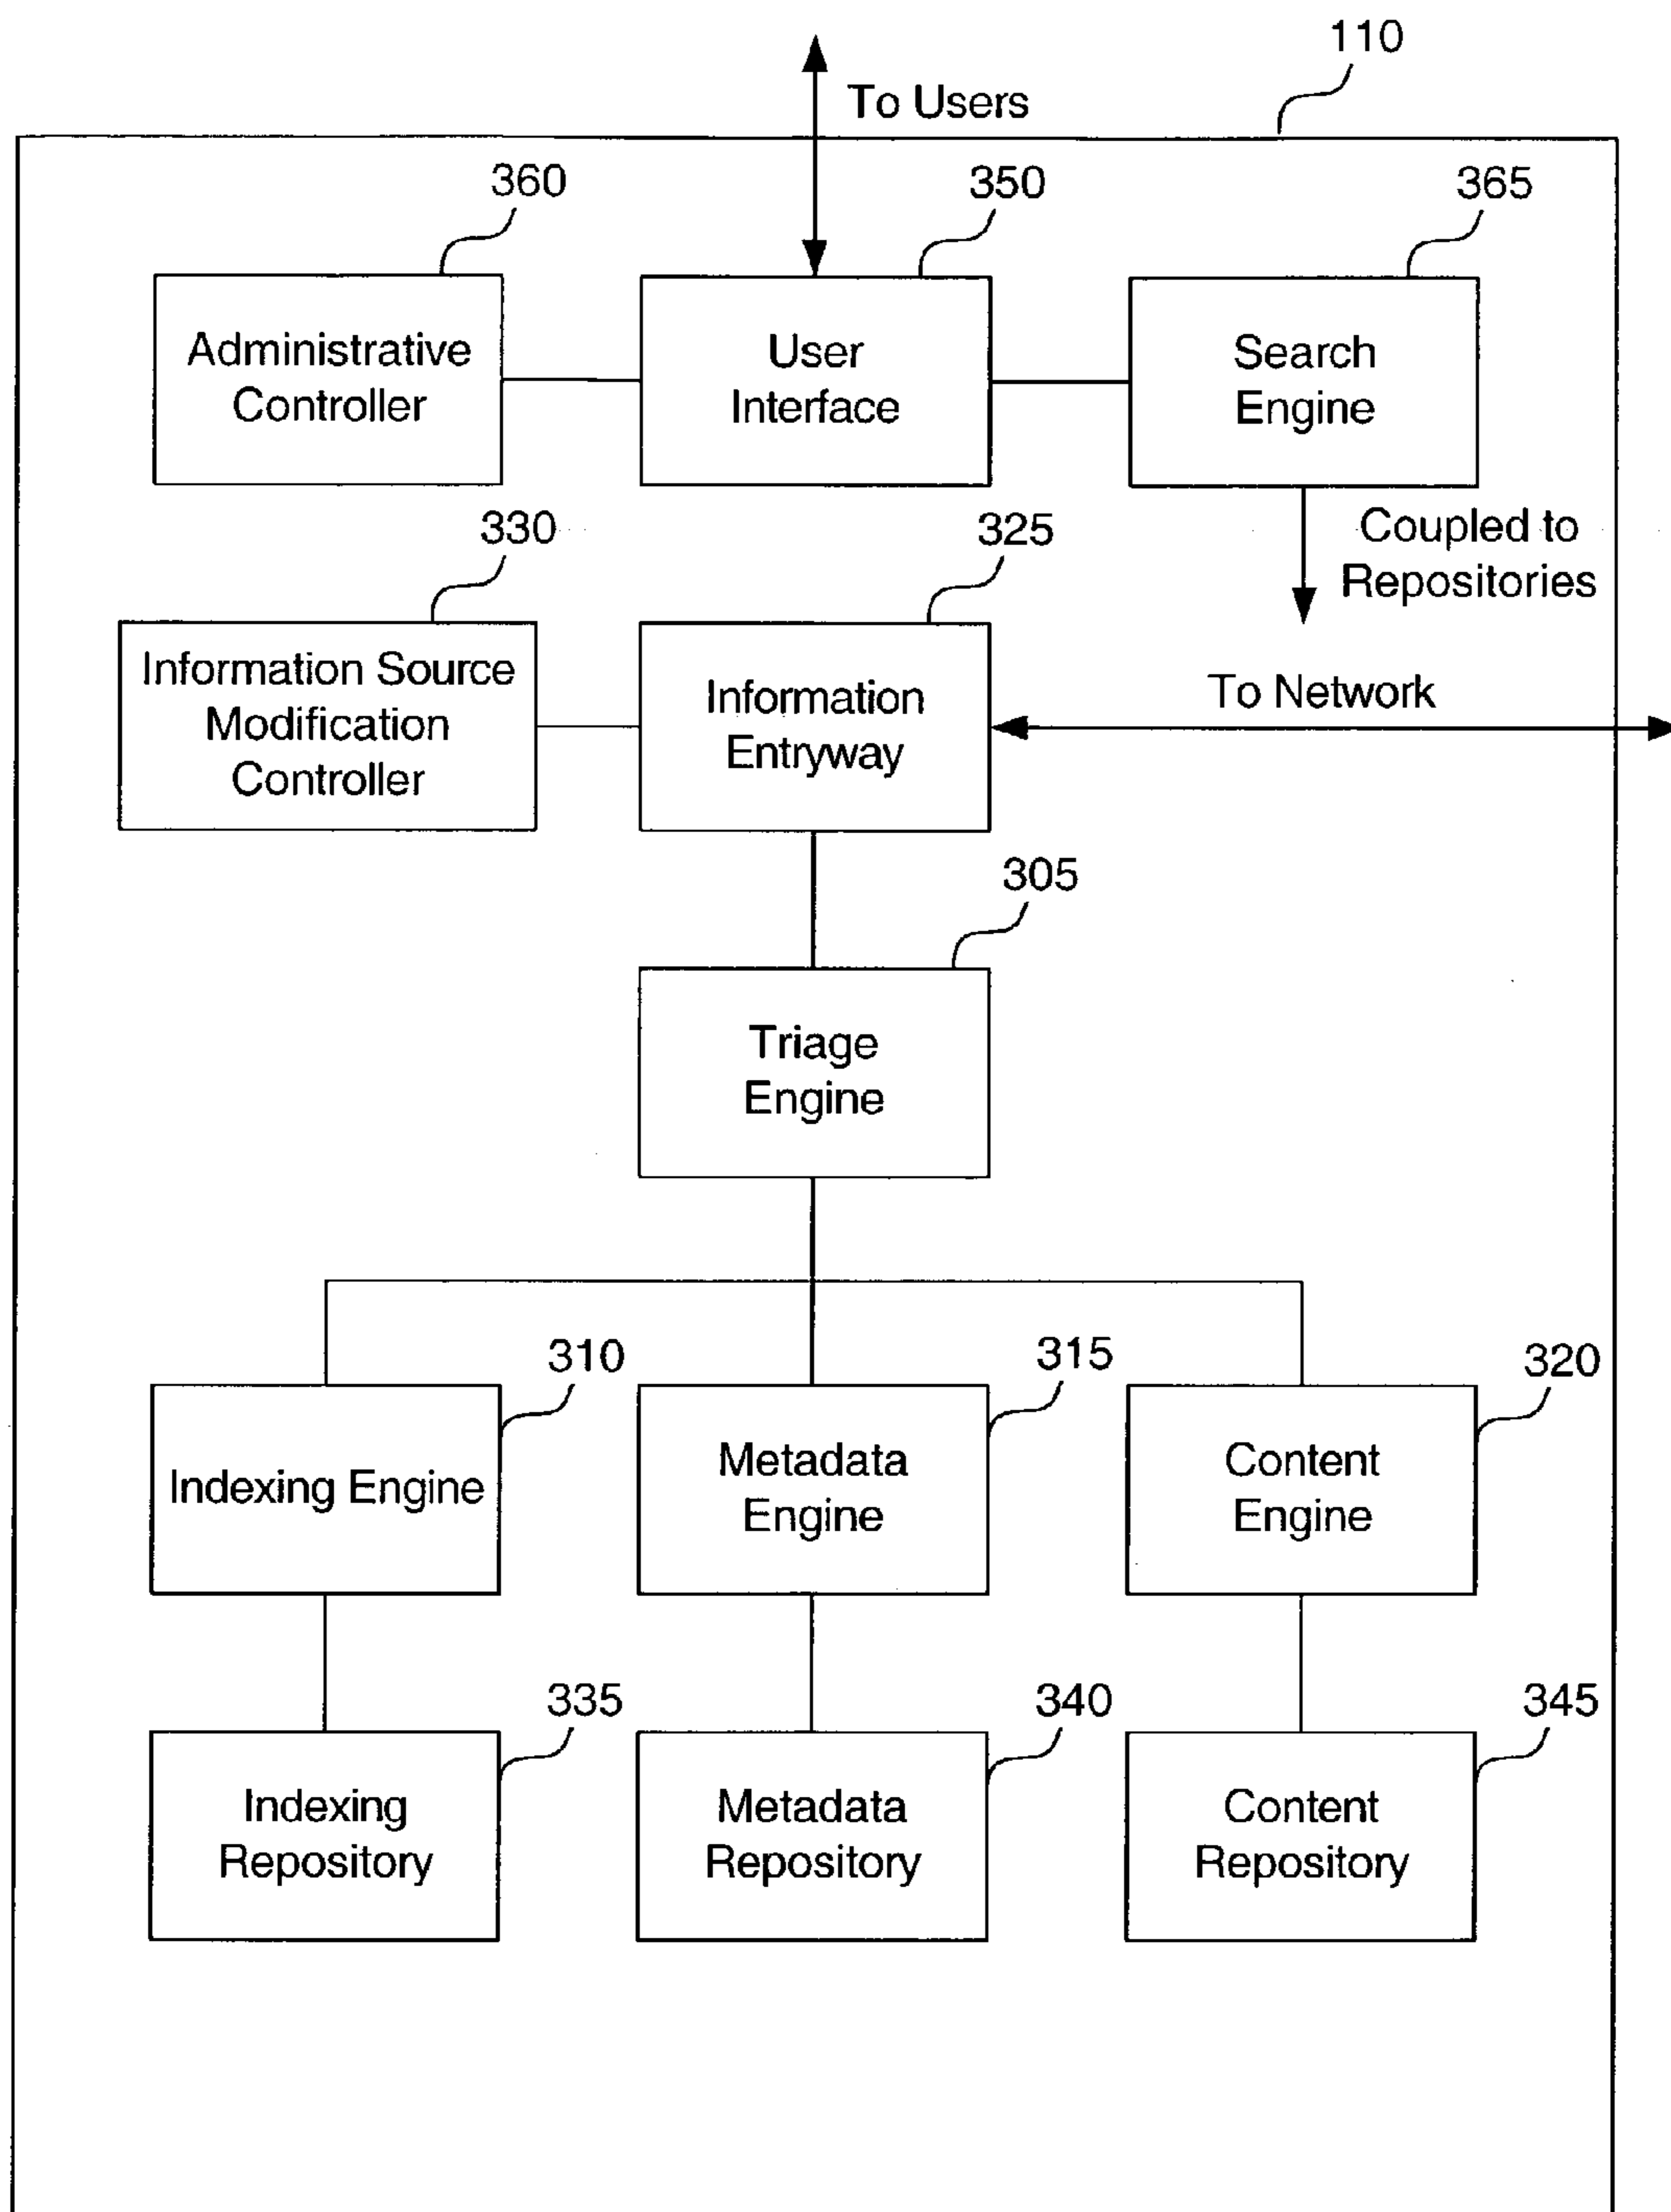 110
To Users
360
350
365
Administrative
Controller
User
Interface
Search
Engine
330
325
Coupled to
Repositories
Information Source
Modification
Controller
Information
Entryway
To Network
305
Triage
Engine
310
315
320
Indexing Engine
Metadata
Engine
Content
Engine
335
340
345
Indexing
Repository
Metadata
Repository
Content
Repository